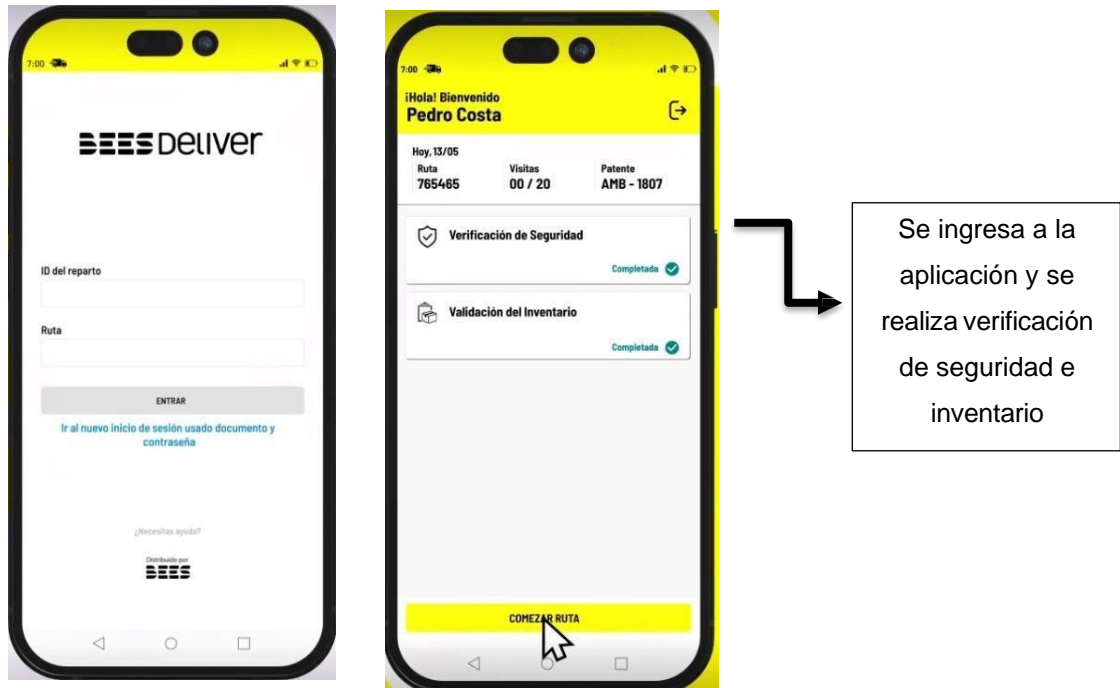 7:00
BEES Deliver
ID del reparto
Ruta
ENTRAR
Ir al nuevo inicio de sesión usado documento y
contraseña
¿Necesitas ayuda?
Distribuido por
BEES
7:00
¡Hola! Bienvenido
Pedro Costa
Hoy, 13/05
Ruta Visitas Patente
765465 00 / 20 AMB - 1807
Verificación de Seguridad
Completada
Validación del Inventario
Completada
COMEZAR RUTA
Se ingresa a la
aplicación y se
realiza verificación
de seguridad e
inventario